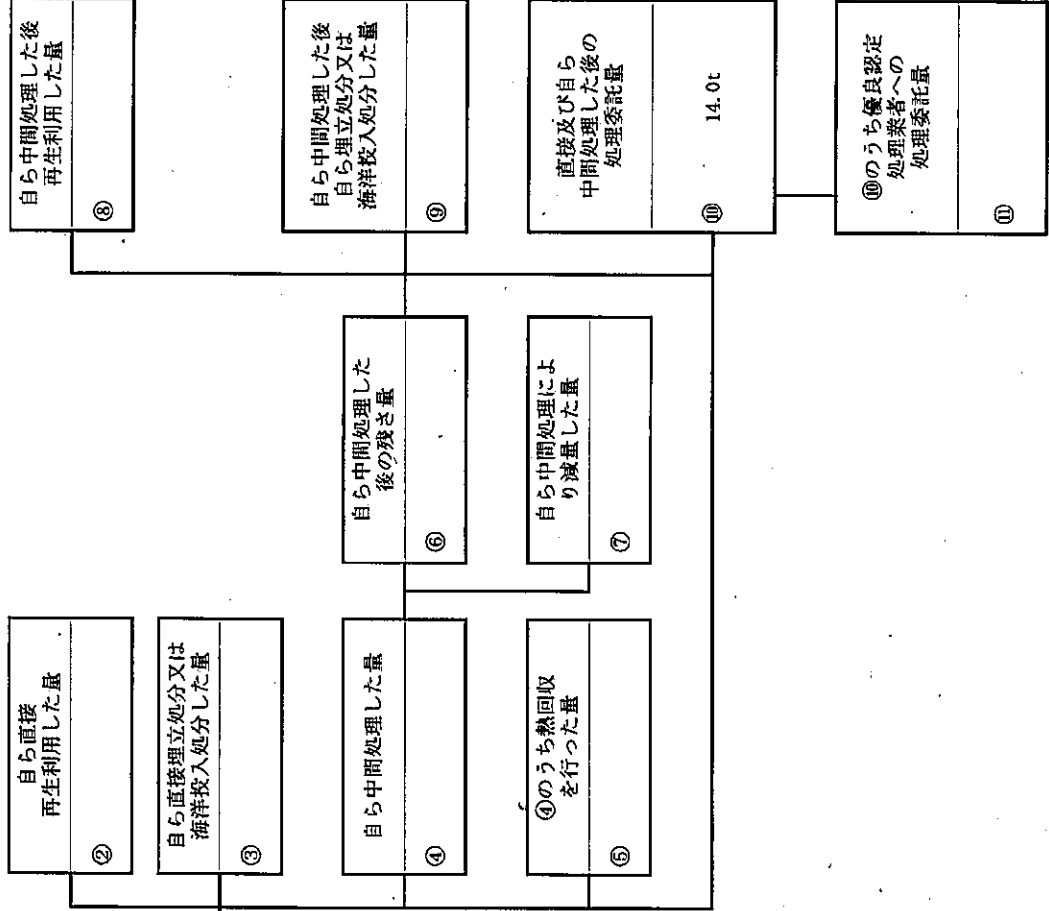 自ら直接
再生利用した量
②
自ら直接埋立処分又は
海洋投入処分した量
③
自ら中間処理した量
④
④のうち熱回収
を行った量
⑤
自ら中間処理した
後の残さ量
⑥
自ら中間処理によ
り減量した量
⑦
自ら中間処理した後
再生利用した量
⑧
自ら中間処理した後
自ら埋立処分又は
海洋投入処分した量
⑨
直接及び自ら
中間処理した後の
処理委託量
⑩
14.0t
⑩のうち優良認定
処理業者への
処理委託量
⑪